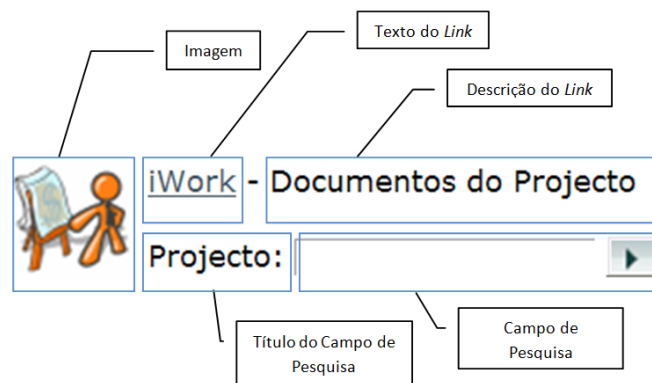 Texto do Link
Imagem
Descrição do Link
iWork - Documentos do Projecto
Projecto:
Título do Campo de
Pesquisa
Campo de
Pesquisa